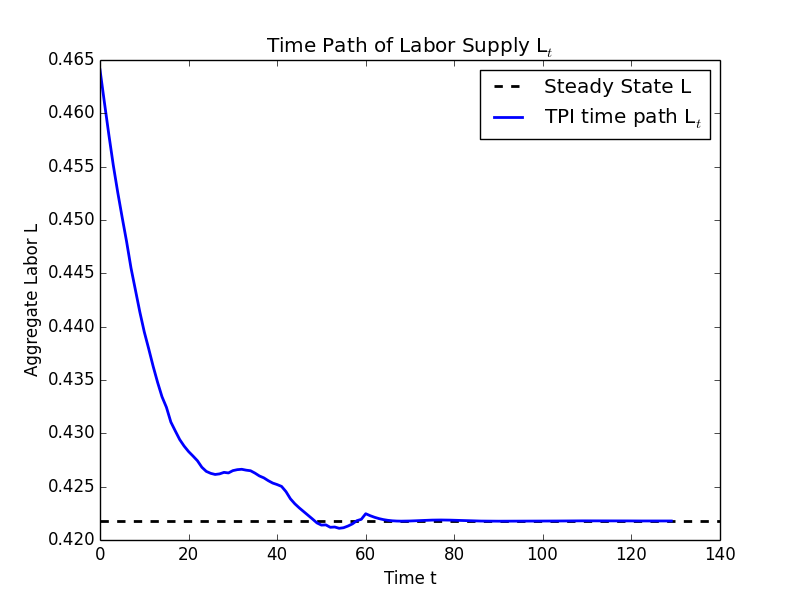 Time Path of Labor Supply Lₜ
0.465
0.460
0.455
0.450
0.445
0.440
0.435
0.430
0.425
0.420
Aggregate Labor L
Steady State L
TPI time path Lₜ
0 20 40 60 80 100 120 140
Time t